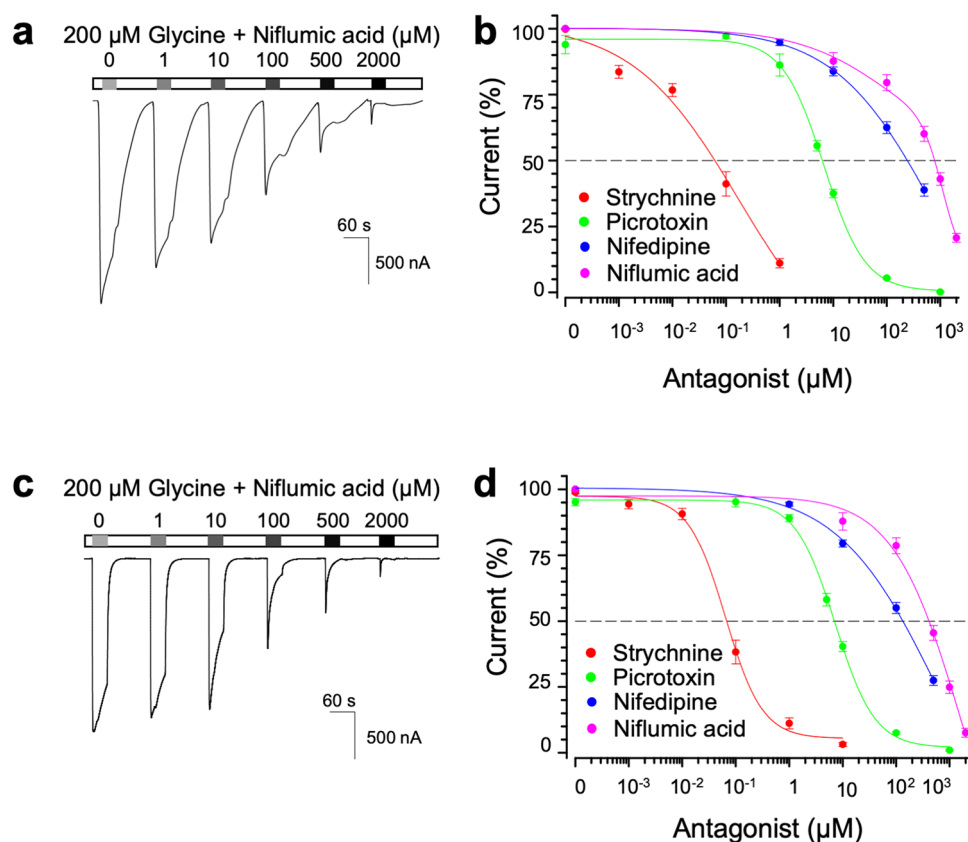 a
200 µM Glycine + Niflumic acid (µM)
0 1 10 100 500 2000
60 s
500 nA
b
Current (%)
100
75
50
25
0
Strychnine
Picrotoxin
Nifedipine
Niflumic acid
0 10⁻³ 10⁻² 10⁻¹ 1 10 10² 10³
Antagonist (µM)
c
200 µM Glycine + Niflumic acid (µM)
0 1 10 100 500 2000
60 s
500 nA
d
Current (%)
100
75
50
25
0
Strychnine
Picrotoxin
Nifedipine
Niflumic acid
0 10⁻³ 10⁻² 10⁻¹ 1 10 10² 10³
Antagonist (µM)